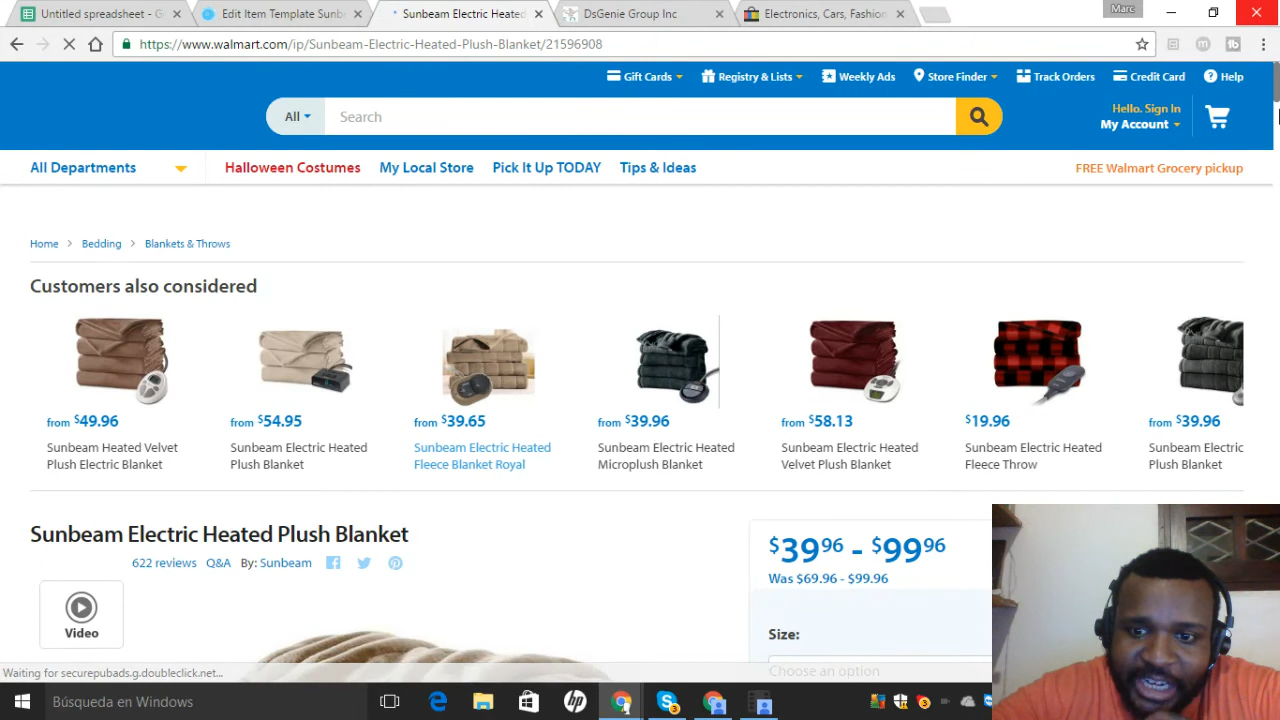 Untitled spreadsheet - G
Edit Item Template Sunb
Sunbeam Electric Heated
DsGenie Group Inc
Electronics, Cars, Fashion
Marc
https://www.walmart.com/ip/Sunbeam-Electric-Heated-Plush-Blanket/21596908
Gift Cards
Registry & Lists
Weekly Ads
Store Finder
Track Orders
Credit Card
Help
All
Search
Hello. Sign In
My Account
All Departments
Halloween Costumes
My Local Store
Pick It Up TODAY
Tips & Ideas
FREE Walmart Grocery pickup
Home > Bedding > Blankets & Throws
Customers also considered
from $49.96
Sunbeam Heated Velvet
Plush Electric Blanket
from $54.95
Sunbeam Electric Heated
Plush Blanket
from $39.65
Sunbeam Electric Heated
Fleece Blanket Royal
from $39.96
Sunbeam Electric Heated
Microplush Blanket
from $58.13
Sunbeam Electric Heated
Velvet Plush Blanket
$19.96
Sunbeam Electric Heated
Fleece Throw
from $39.96
Sunbeam Electric
Plush Blanket
Sunbeam Electric Heated Plush Blanket
622 reviews Q&A By: Sunbeam
Video
$39.96 - $99.96
Was $69.96 - $99.96
Size:
Choose an option
Waiting for securepubads.g.doubleclick.net...
Búsqueda en Windows